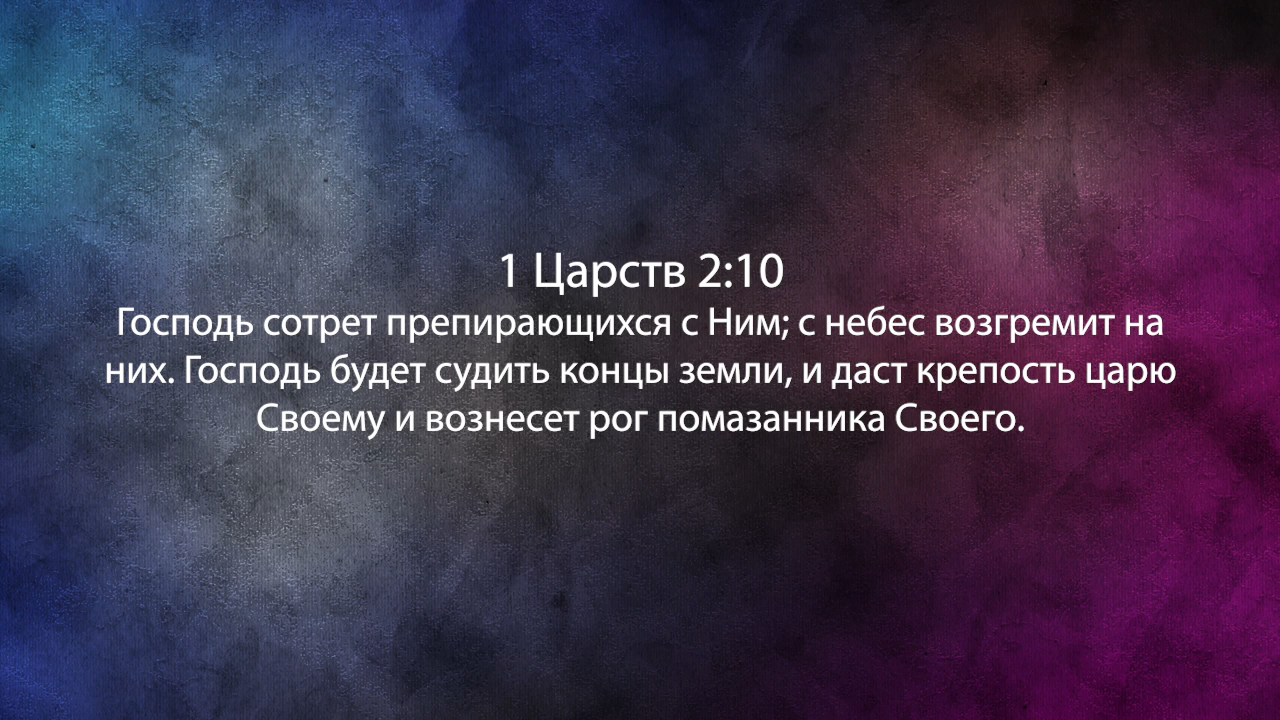 1 Царств 2:10
Господь сотрет препирающихся с Ним; с небес возгремит на
них. Господь будет судить концы земли, и даст крепость царю
Своему и вознесет рог помазанника Своего.